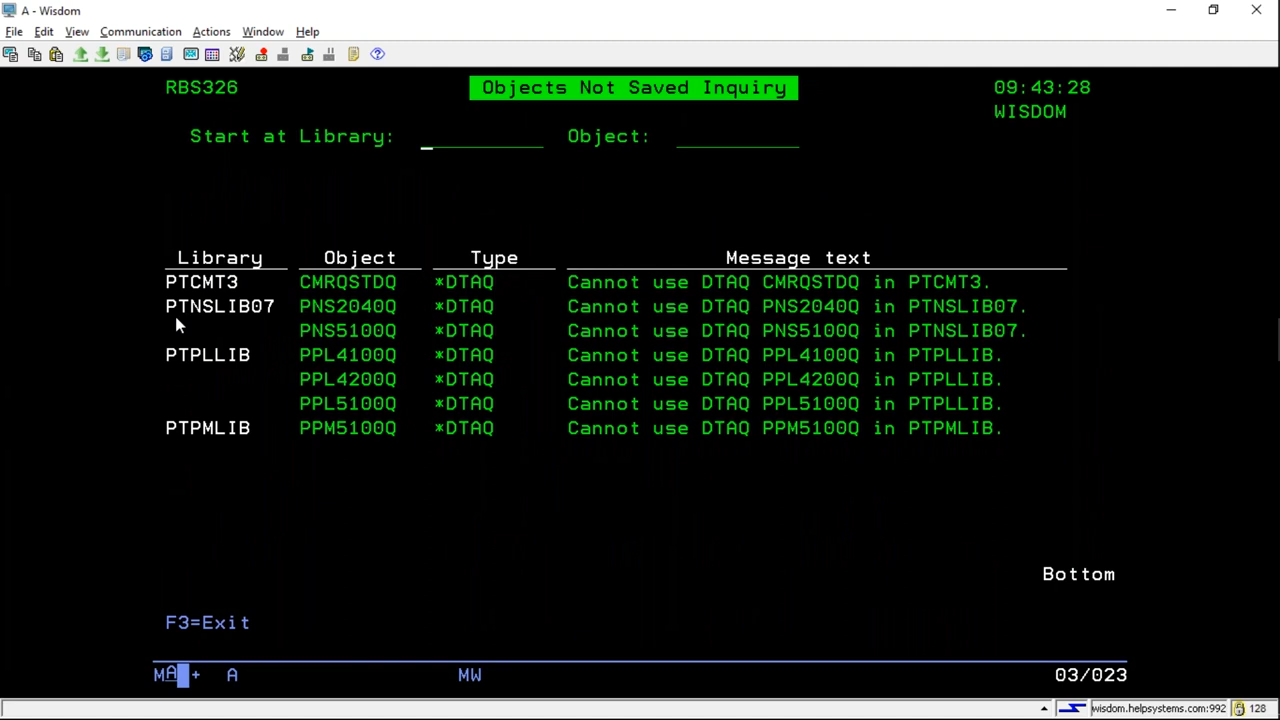 A - Wisdom
File Edit View Communication Actions Window Help
RBS326 Objects Not Saved Inquiry 09:43:28
WISDOM
Start at Library: Object:
Library Object Type Message text
PTCMT3 CMRQSTDQ *DTAQ Cannot use DTAQ CMRQSTDQ in PTCMT3.
PTNSLIB07 PNS2040Q *DTAQ Cannot use DTAQ PNS2040Q in PTNSLIB07.
PNS5100Q *DTAQ Cannot use DTAQ PNS5100Q in PTNSLIB07.
PTPLLIB PPL4100Q *DTAQ Cannot use DTAQ PPL4100Q in PTPLLIB.
PPL4200Q *DTAQ Cannot use DTAQ PPL4200Q in PTPLLIB.
PPL5100Q *DTAQ Cannot use DTAQ PPL5100Q in PTPLLIB.
PTPMLIB PPM5100Q *DTAQ Cannot use DTAQ PPM5100Q in PTPMLIB.
Bottom
F3=Exit
MA + A MW 03/023
wisdom.helpsystems.com:992 128